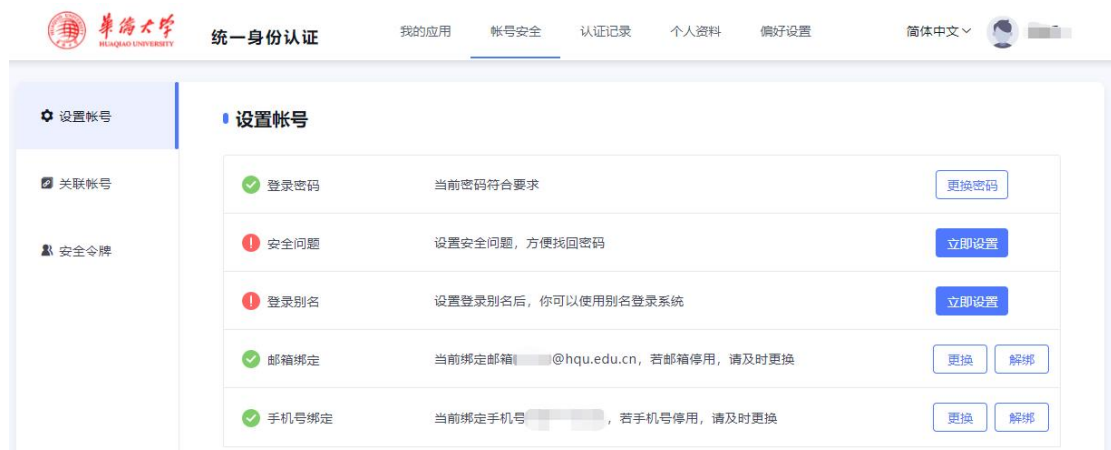 華僑大學
HUAQIAO UNIVERSITY
统一身份认证
我的应用 帐号安全 认证记录 个人资料 偏好设置
简体中文
设置帐号
关联帐号
安全令牌
设置帐号
登录密码 当前密码符合要求 更换密码
安全问题 设置安全问题，方便找回密码 立即设置
登录别名 设置登录别名后，你可以使用别名登录系统 立即设置
邮箱绑定 当前绑定邮箱 @hqu.edu.cn，若邮箱停用，请及时更换 更换 解绑
手机号绑定 当前绑定手机号 ，若手机号停用，请及时更换 更换 解绑